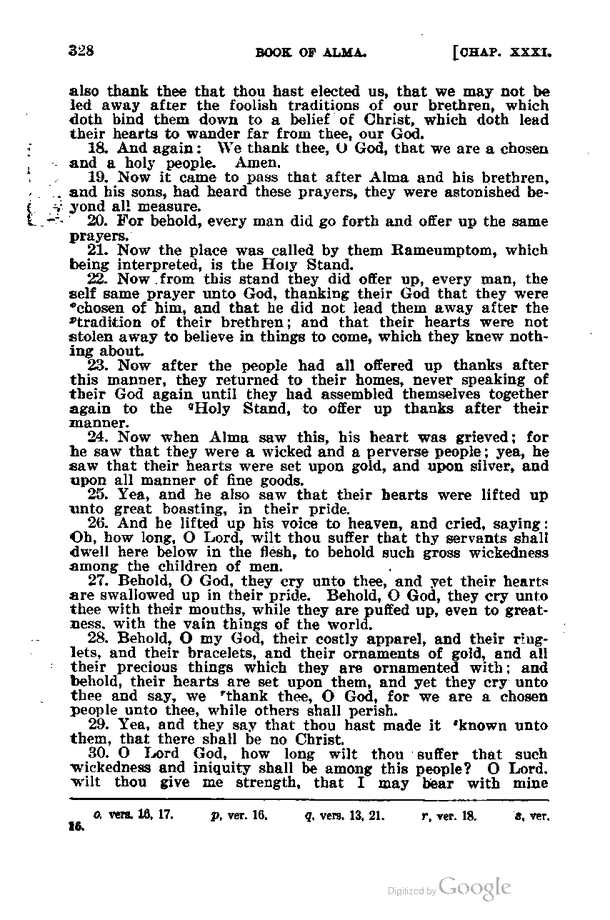 328 BOOK OF ALMA. [CHAP. XXXI.
also thank thee that thou hast elected us, that we may not be
led away after the foolish traditions of our brethren, which
doth bind them down to a belief of Christ, which doth lead
their hearts to wander far from thee, our God.
18. And again: We thank thee, O God, that we are a chosen
and a holy people. Amen.
19. Now it came to pass that after Alma and his brethren,
and his sons, had heard these prayers, they were astonished be-
yond all measure.
20. For behold, every man did go forth and offer up the same
prayers.
21. Now the place was called by them Rameumptom, which
being interpreted, is the Holy Stand.
22. Now from this stand they did offer up, every man, the
self same prayer unto God, thanking their God that they were
ᵒchosen of him, and that he did not lead them away after the
ᵖtradition of their brethren; and that their hearts were not
stolen away to believe in things to come, which they knew noth-
ing about.
23. Now after the people had all offered up thanks after
this manner, they returned to their homes, never speaking of
their God again until they had assembled themselves together
again to the qHoly Stand, to offer up thanks after their
manner.
24. Now when Alma saw this, his heart was grieved; for
he saw that they were a wicked and a perverse people; yea, he
saw that their hearts were set upon gold, and upon silver, and
upon all manner of fine goods.
25. Yea, and he also saw that their hearts were lifted up
unto great boasting, in their pride.
26. And he lifted up his voice to heaven, and cried, saying:
Oh, how long, O Lord, wilt thou suffer that thy servants shall
dwell here below in the flesh, to behold such gross wickedness
among the children of men.
27. Behold, O God, they cry unto thee, and yet their hearts
are swallowed up in their pride. Behold, O God, they cry unto
thee with their mouths, while they are puffed up, even to great-
ness, with the vain things of the world.
28. Behold, O my God, their costly apparel, and their ring-
lets, and their bracelets, and their ornaments of gold, and all
their precious things which they are ornamented with; and
behold, their hearts are set upon them, and yet they cry unto
thee and say, we ʳthank thee, O God, for we are a chosen
people unto thee, while others shall perish.
29. Yea, and they say that thou hast made it ˢknown unto
them, that there shall be no Christ.
30. O Lord God, how long wilt thou suffer that such
wickedness and iniquity shall be among this people? O Lord,
wilt thou give me strength, that I may bear with mine
o, vers. 16, 17. p, ver. 16. q, vers. 13, 21. r, ver. 18. s, ver.
16.
Digitized by Google